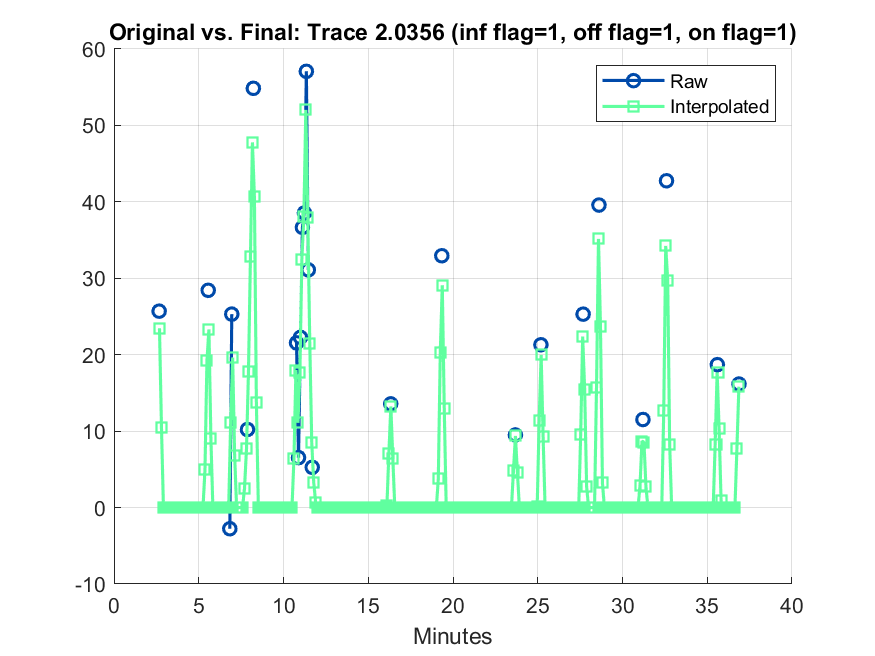 Original vs. Final: Trace 2.0356 (inf flag=1, off flag=1, on flag=1)
60
50
40
30
20
10
0
-10
Raw
Interpolated
0 5 10 15 20 25 30 35 40
Minutes